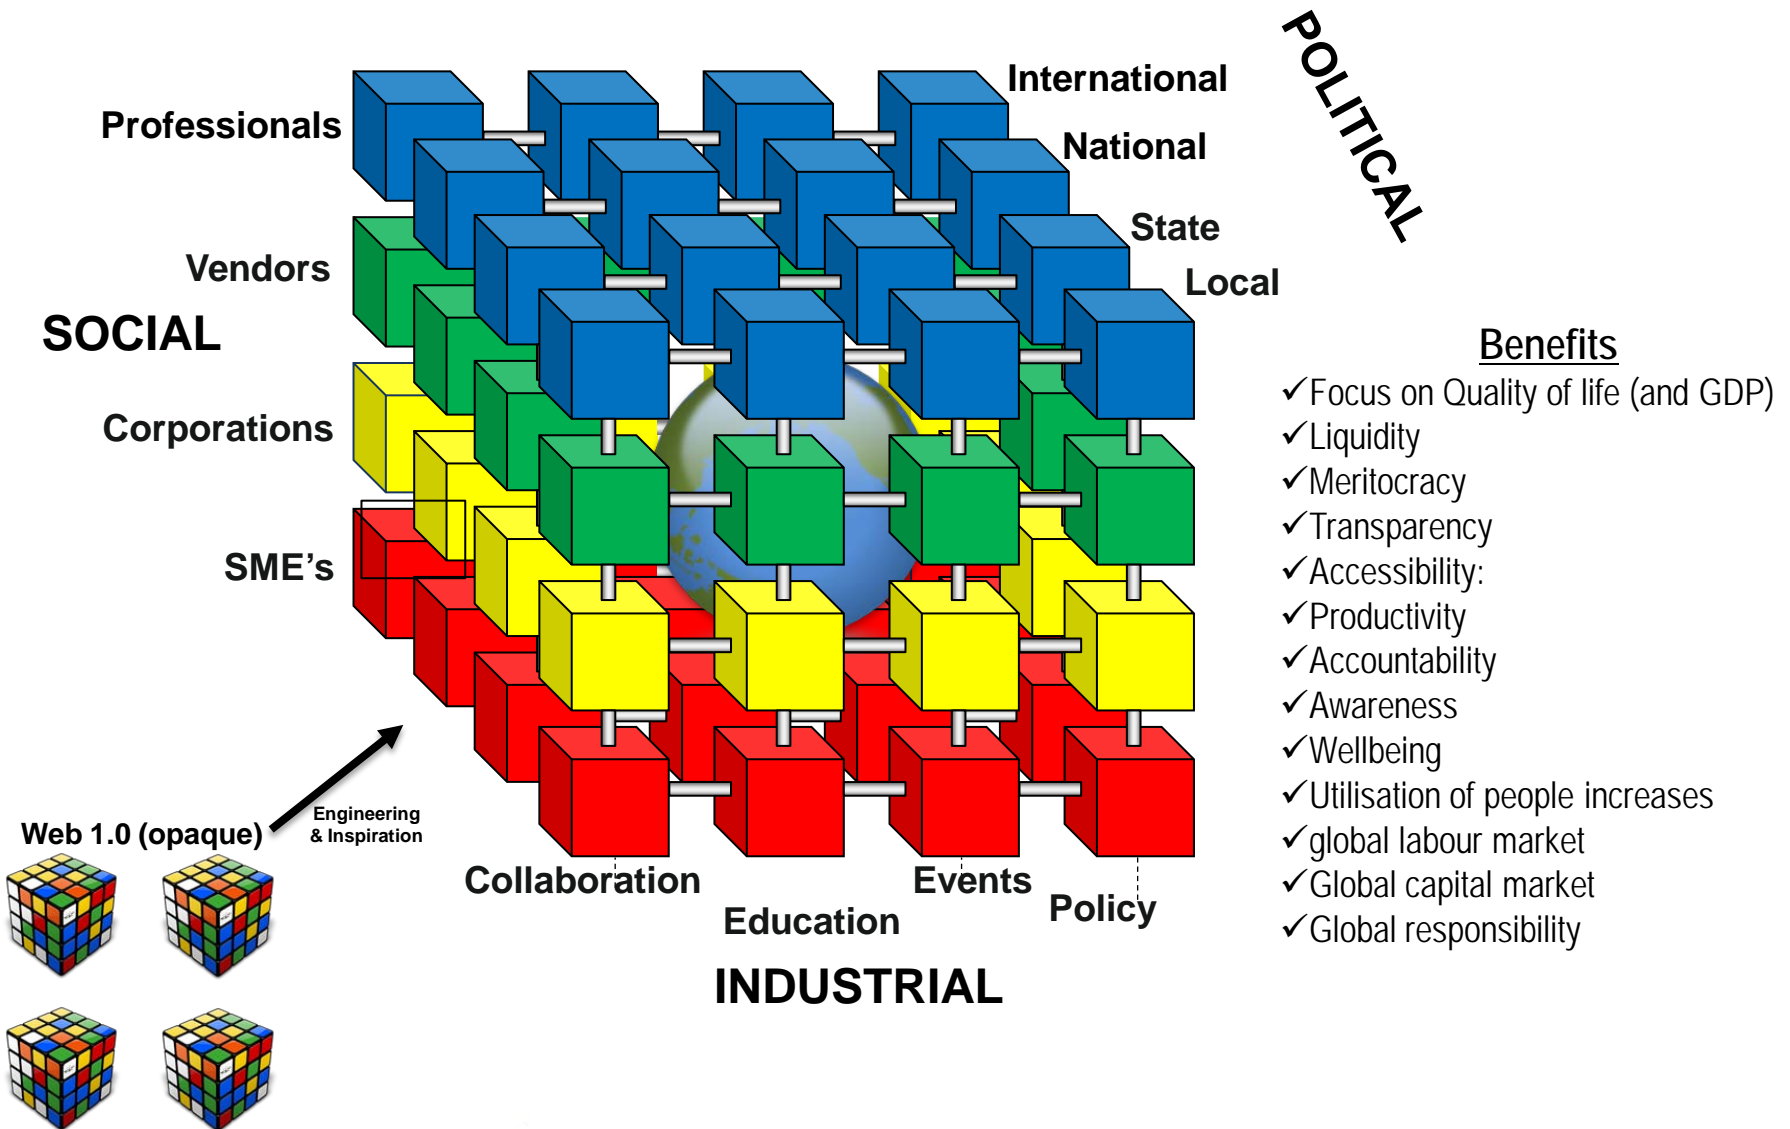 POLITICAL
International
Professionals
National
State
Vendors
Local
SOCIAL
Corporations
SME’s
Benefits
✓Focus on Quality of life (and GDP)
✓Liquidity
✓Meritocracy
✓Transparency
✓Accessibility:
✓Productivity
✓Accountability
✓Awareness
✓Wellbeing
✓Utilisation of people increases
✓global labour market
✓Global capital market
✓Global responsibility
Engineering
& Inspiration
Web 1.0 (opaque)
Collaboration
Education
Events
Policy
INDUSTRIAL